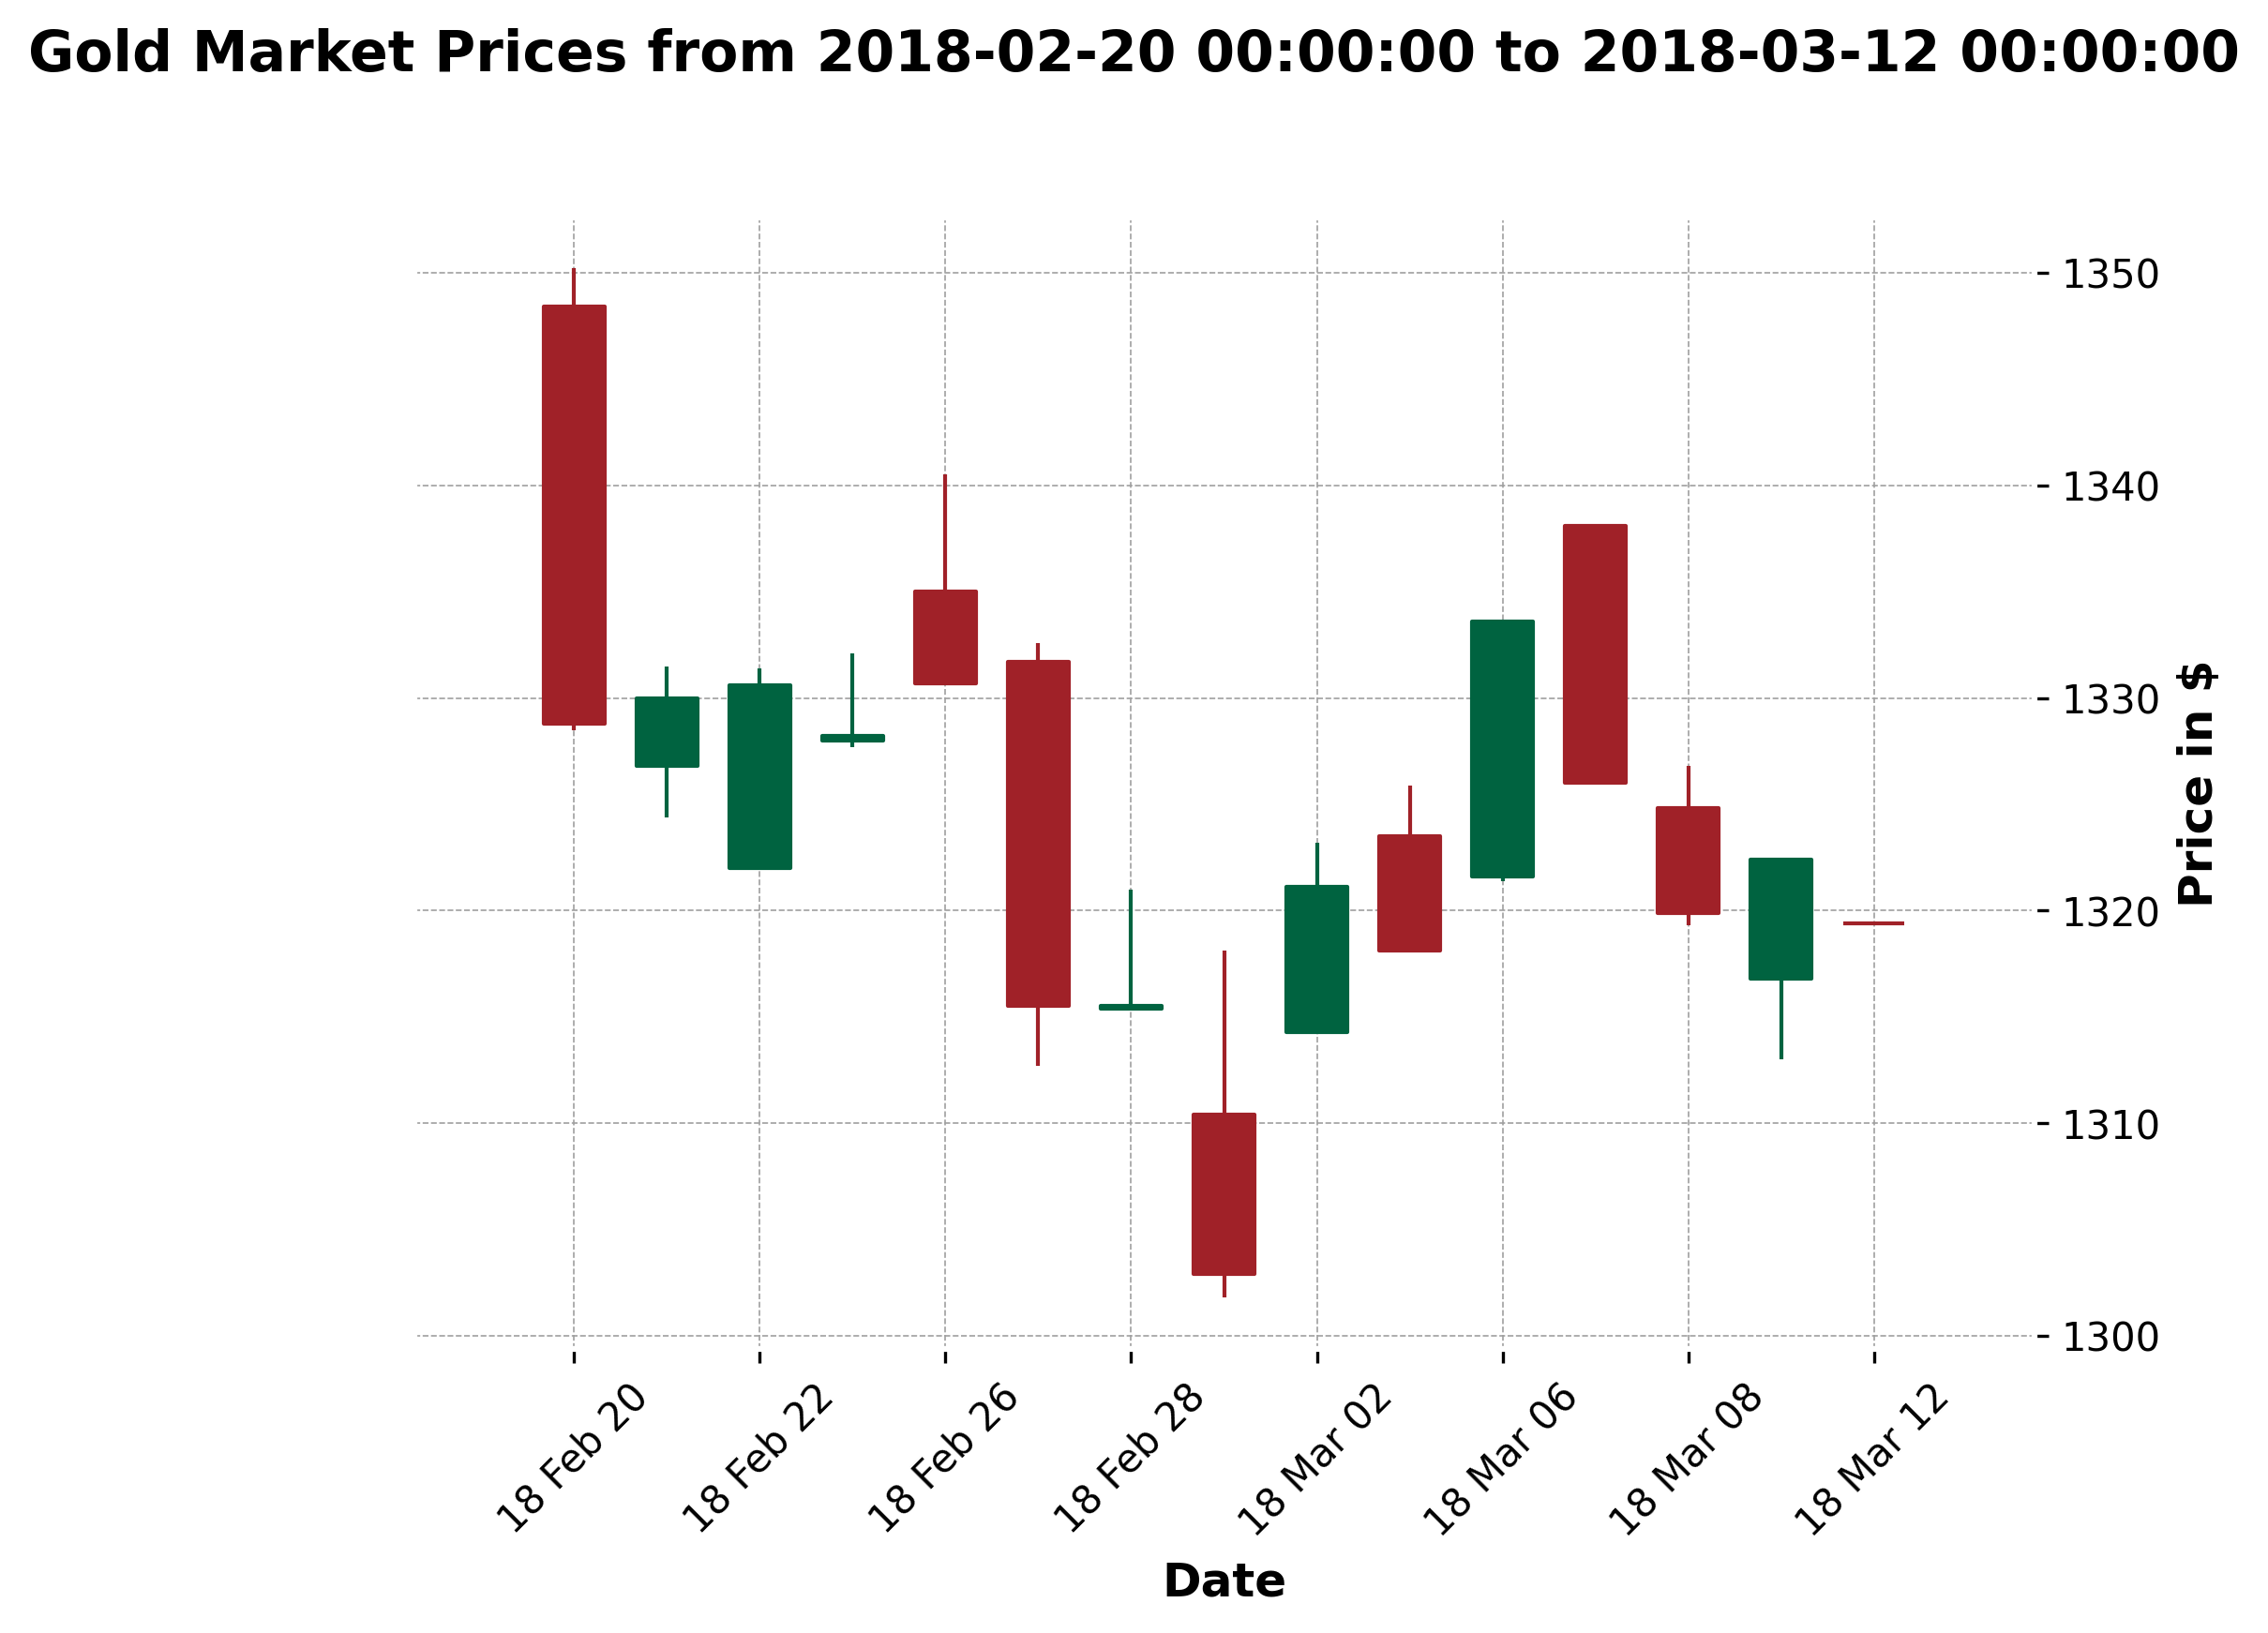 Gold Market Prices from 2018-02-20 00:00:00 to 2018-03-12 00:00:00
1350
1340
1330
1320
1310
1300
Price in $
18 Feb 20
18 Feb 22
18 Feb 26
18 Feb 28
18 Mar 02
18 Mar 06
18 Mar 08
18 Mar 12
Date